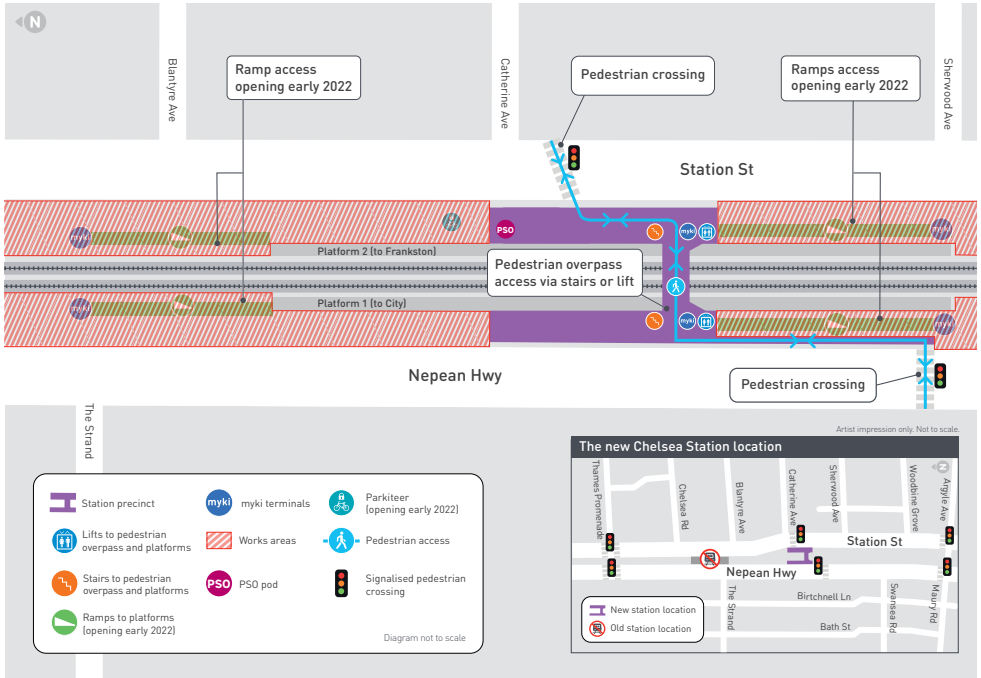 N
Blantyre Ave
Catherine Ave
Sherwood Ave
Ramp access
opening early 2022
Pedestrian crossing
Ramps access
opening early 2022
Station St
PSO
myki
myki
myki
Platform 2 (to Frankston)
Pedestrian overpass
access via stairs or lift
Platform 1 (to City)
myki
myki
myki
Nepean Hwy
Pedestrian crossing
The Strand
Artist impression only. Not to scale.
Station precinct
myki
myki terminals
Parkiteer
(opening early 2022)
Lifts to pedestrian
overpass and platforms
Works areas
Pedestrian access
Stairs to pedestrian
overpass and platforms
PSO
PSO pod
Signalised pedestrian
crossing
Ramps to platforms
(opening early 2022)
Diagram not to scale
The new Chelsea Station location
N
Thames Promenade
Chelsea Rd
Blantyre Ave
Catherine Ave
Sherwood Ave
Woodbine Grove
Argyle Ave
Station St
Nepean Hwy
The Strand
Birtchnell Ln
Swansea Rd
Maury Rd
Bath St
New station location
Old station location